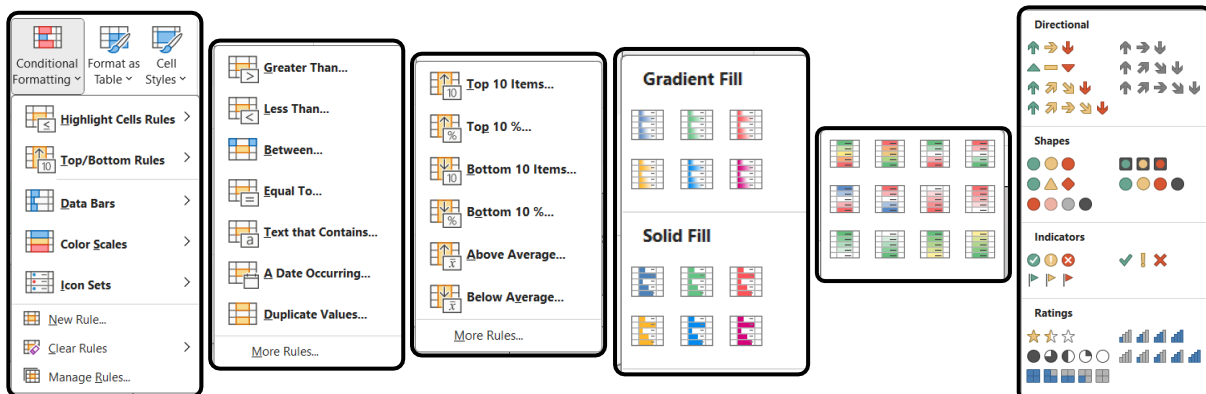 Conditional Formatting
Format as Table
Cell Styles
Highlight Cells Rules
Top/Bottom Rules
Data Bars
Color Scales
Icon Sets
New Rule...
Clear Rules
Manage Rules...
Greater Than...
Less Than...
Between...
Equal To...
Text that Contains...
A Date Occurring...
Duplicate Values...
More Rules...
Top 10 Items...
Top 10 %...
Bottom 10 Items...
Bottom 10 %...
Above Average...
Below Average...
More Rules...
Gradient Fill
Solid Fill
Directional
Shapes
Indicators
Ratings